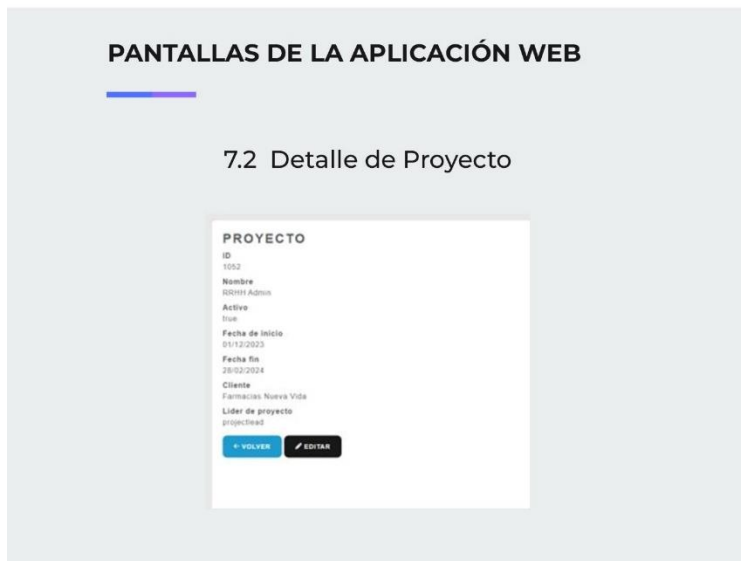 PANTALLAS DE LA APLICACIÓN WEB
7.2 Detalle de Proyecto
PROYECTO
ID
1052
Nombre
RRHH Admin
Activo
true
Fecha de inicio
01/12/2023
Fecha fin
28/02/2024
Cliente
Farmacias Nueva Vida
Lider de proyecto
projectlead
← VOLVER EDITAR